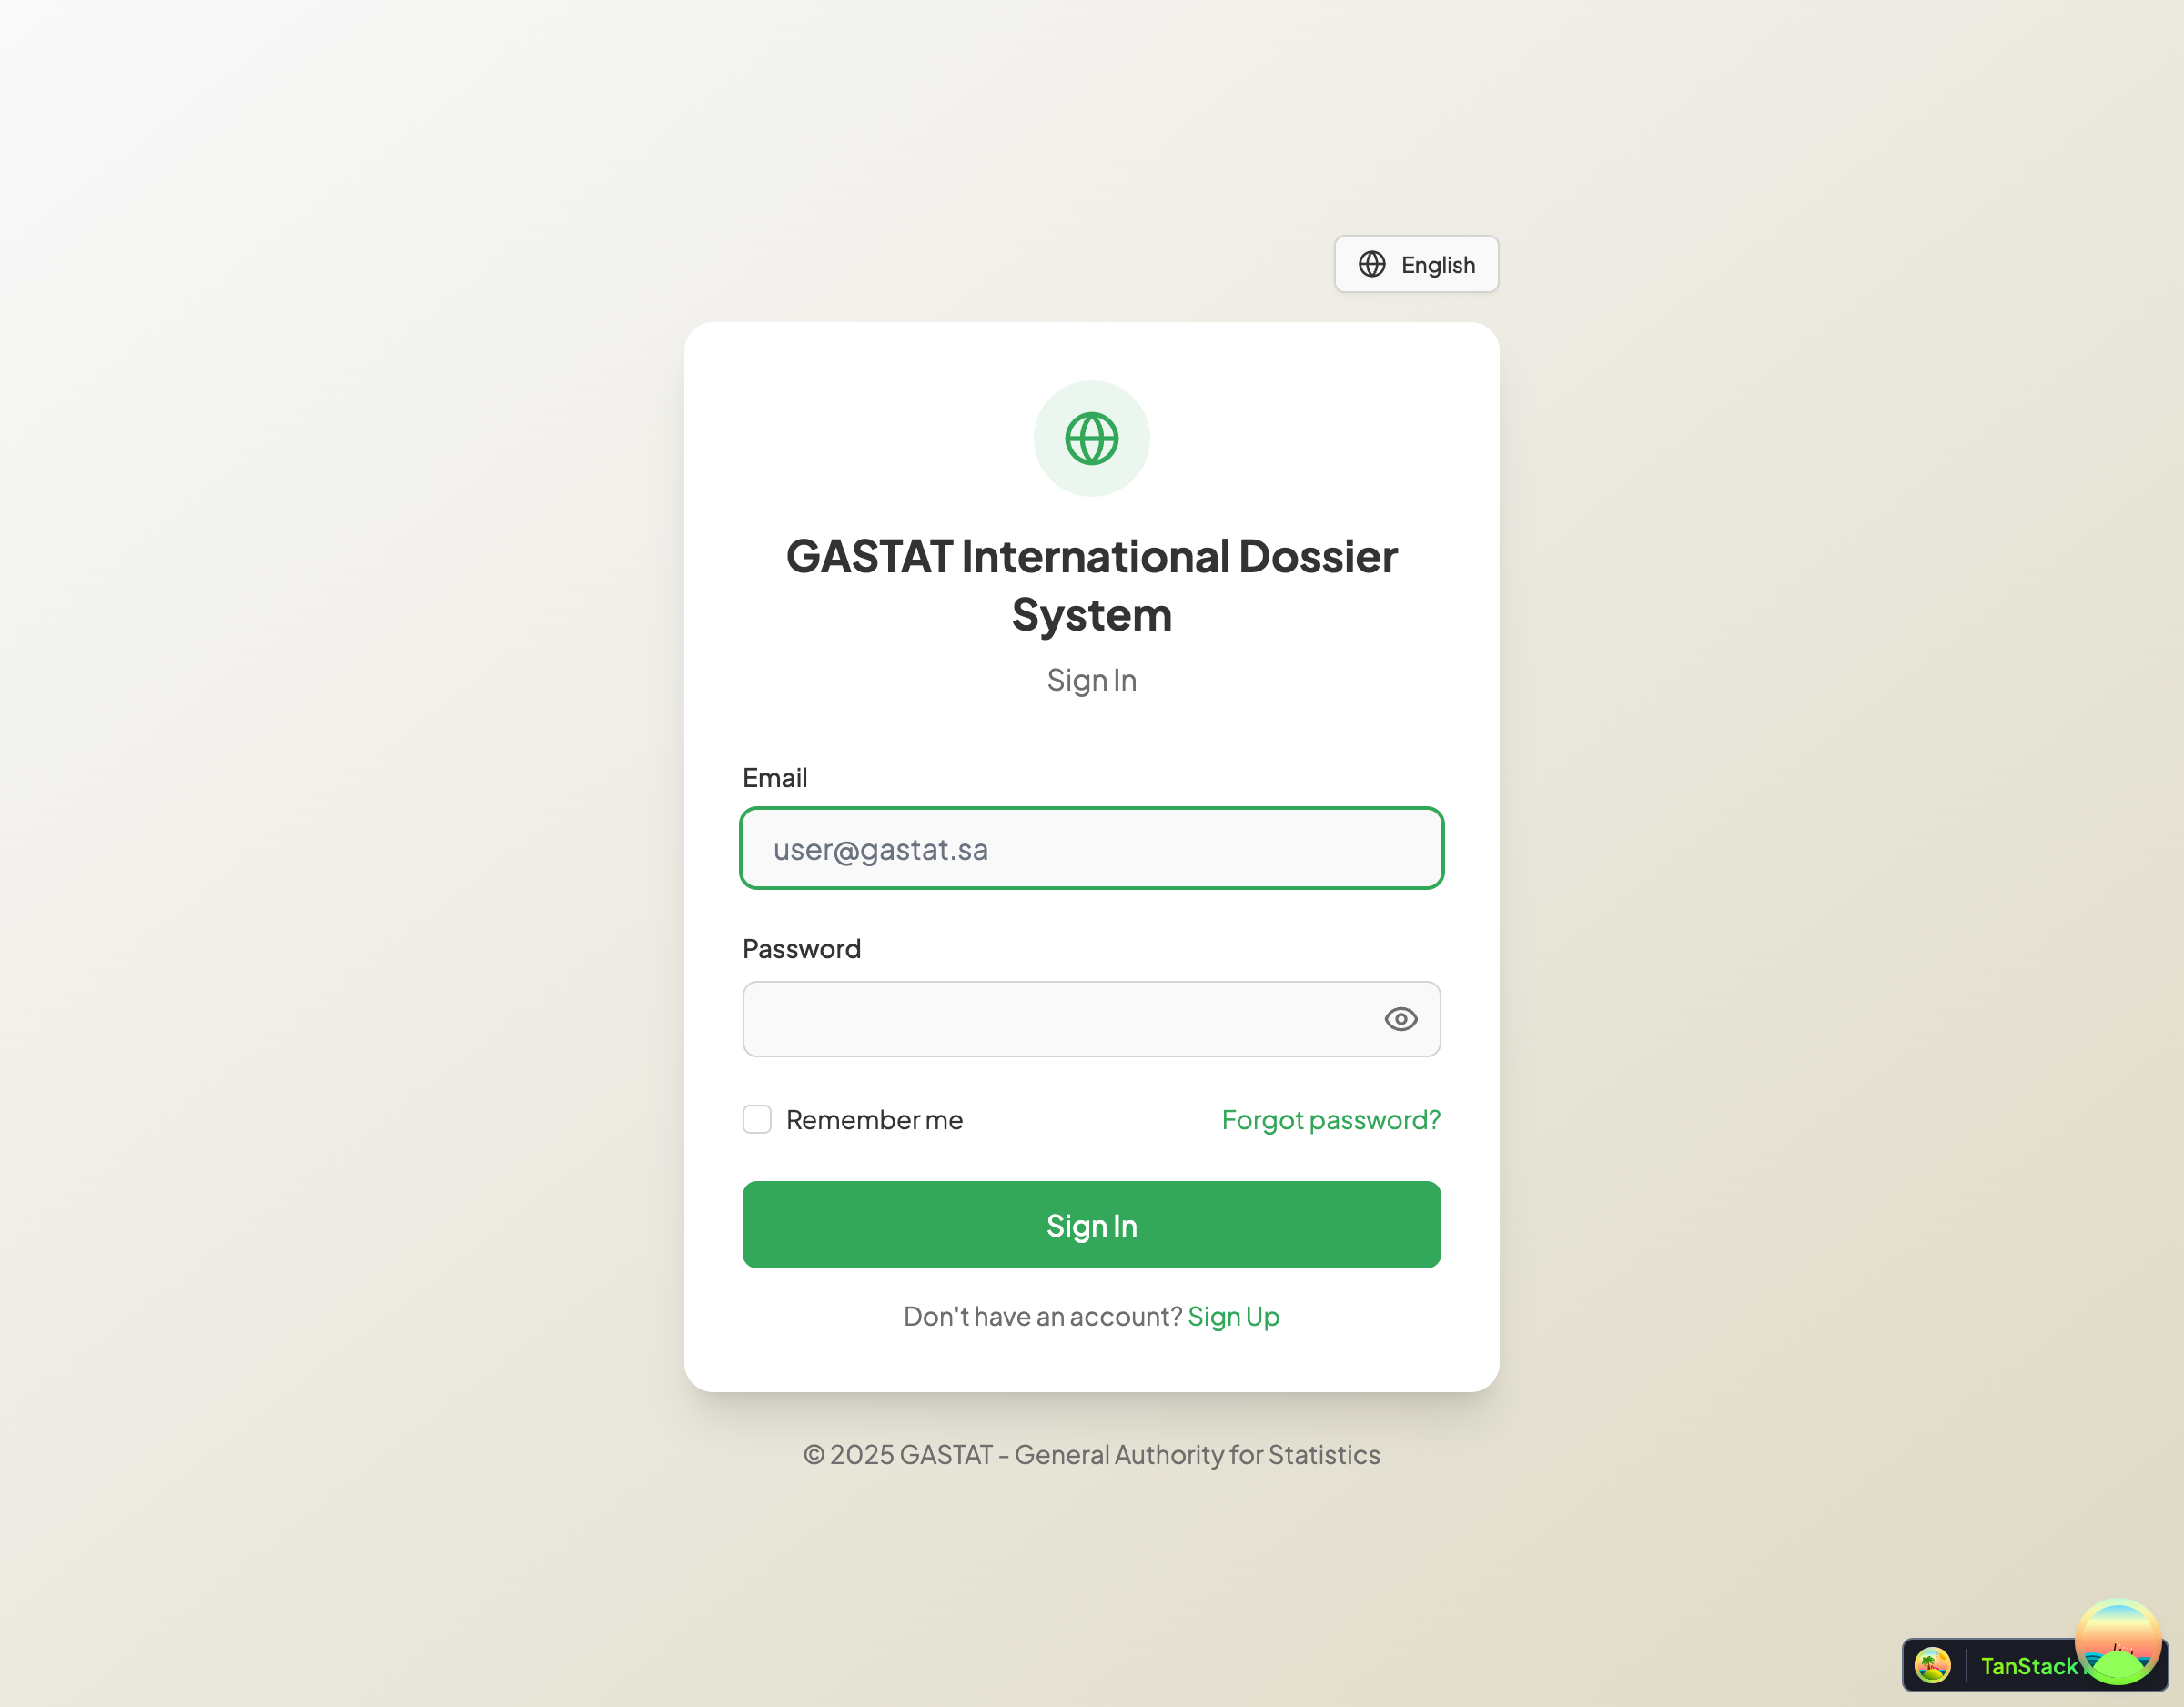 English
GASTAT International Dossier
System
Sign In
Email
user@gastat.sa
Password
Remember me
Forgot password?
Sign In
Don't have an account? Sign Up
© 2025 GASTAT - General Authority for Statistics
TanStack